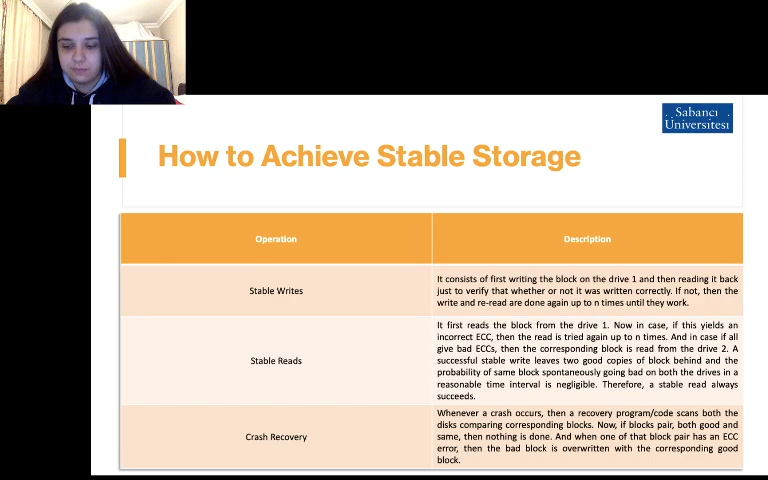 Sabancı
Üniversitesi
How to Achieve Stable Storage
Operation
Description
Stable Writes
It consists of first writing the block on the drive 1 and then reading it back
just to verify that whether or not it was written correctly. If not, then the
write and re-read are done again up to n times until they work.
Stable Reads
It first reads the block from the drive 1. Now in case, if this yields an
incorrect ECC, then the read is tried again up to n times. And in case if all
give bad ECCs, then the corresponding block is read from the drive 2. A
successful stable write leaves two good copies of block behind and the
probability of same block spontaneously going bad on both the drives in a
reasonable time interval is negligible. Therefore, a stable read always
succeeds.
Crash Recovery
Whenever a crash occurs, then a recovery program/code scans both the
disks comparing corresponding blocks. Now, if blocks pair, both good and
same, then nothing is done. And when one of that block pair has an ECC
error, then the bad block is overwritten with the corresponding good
block.